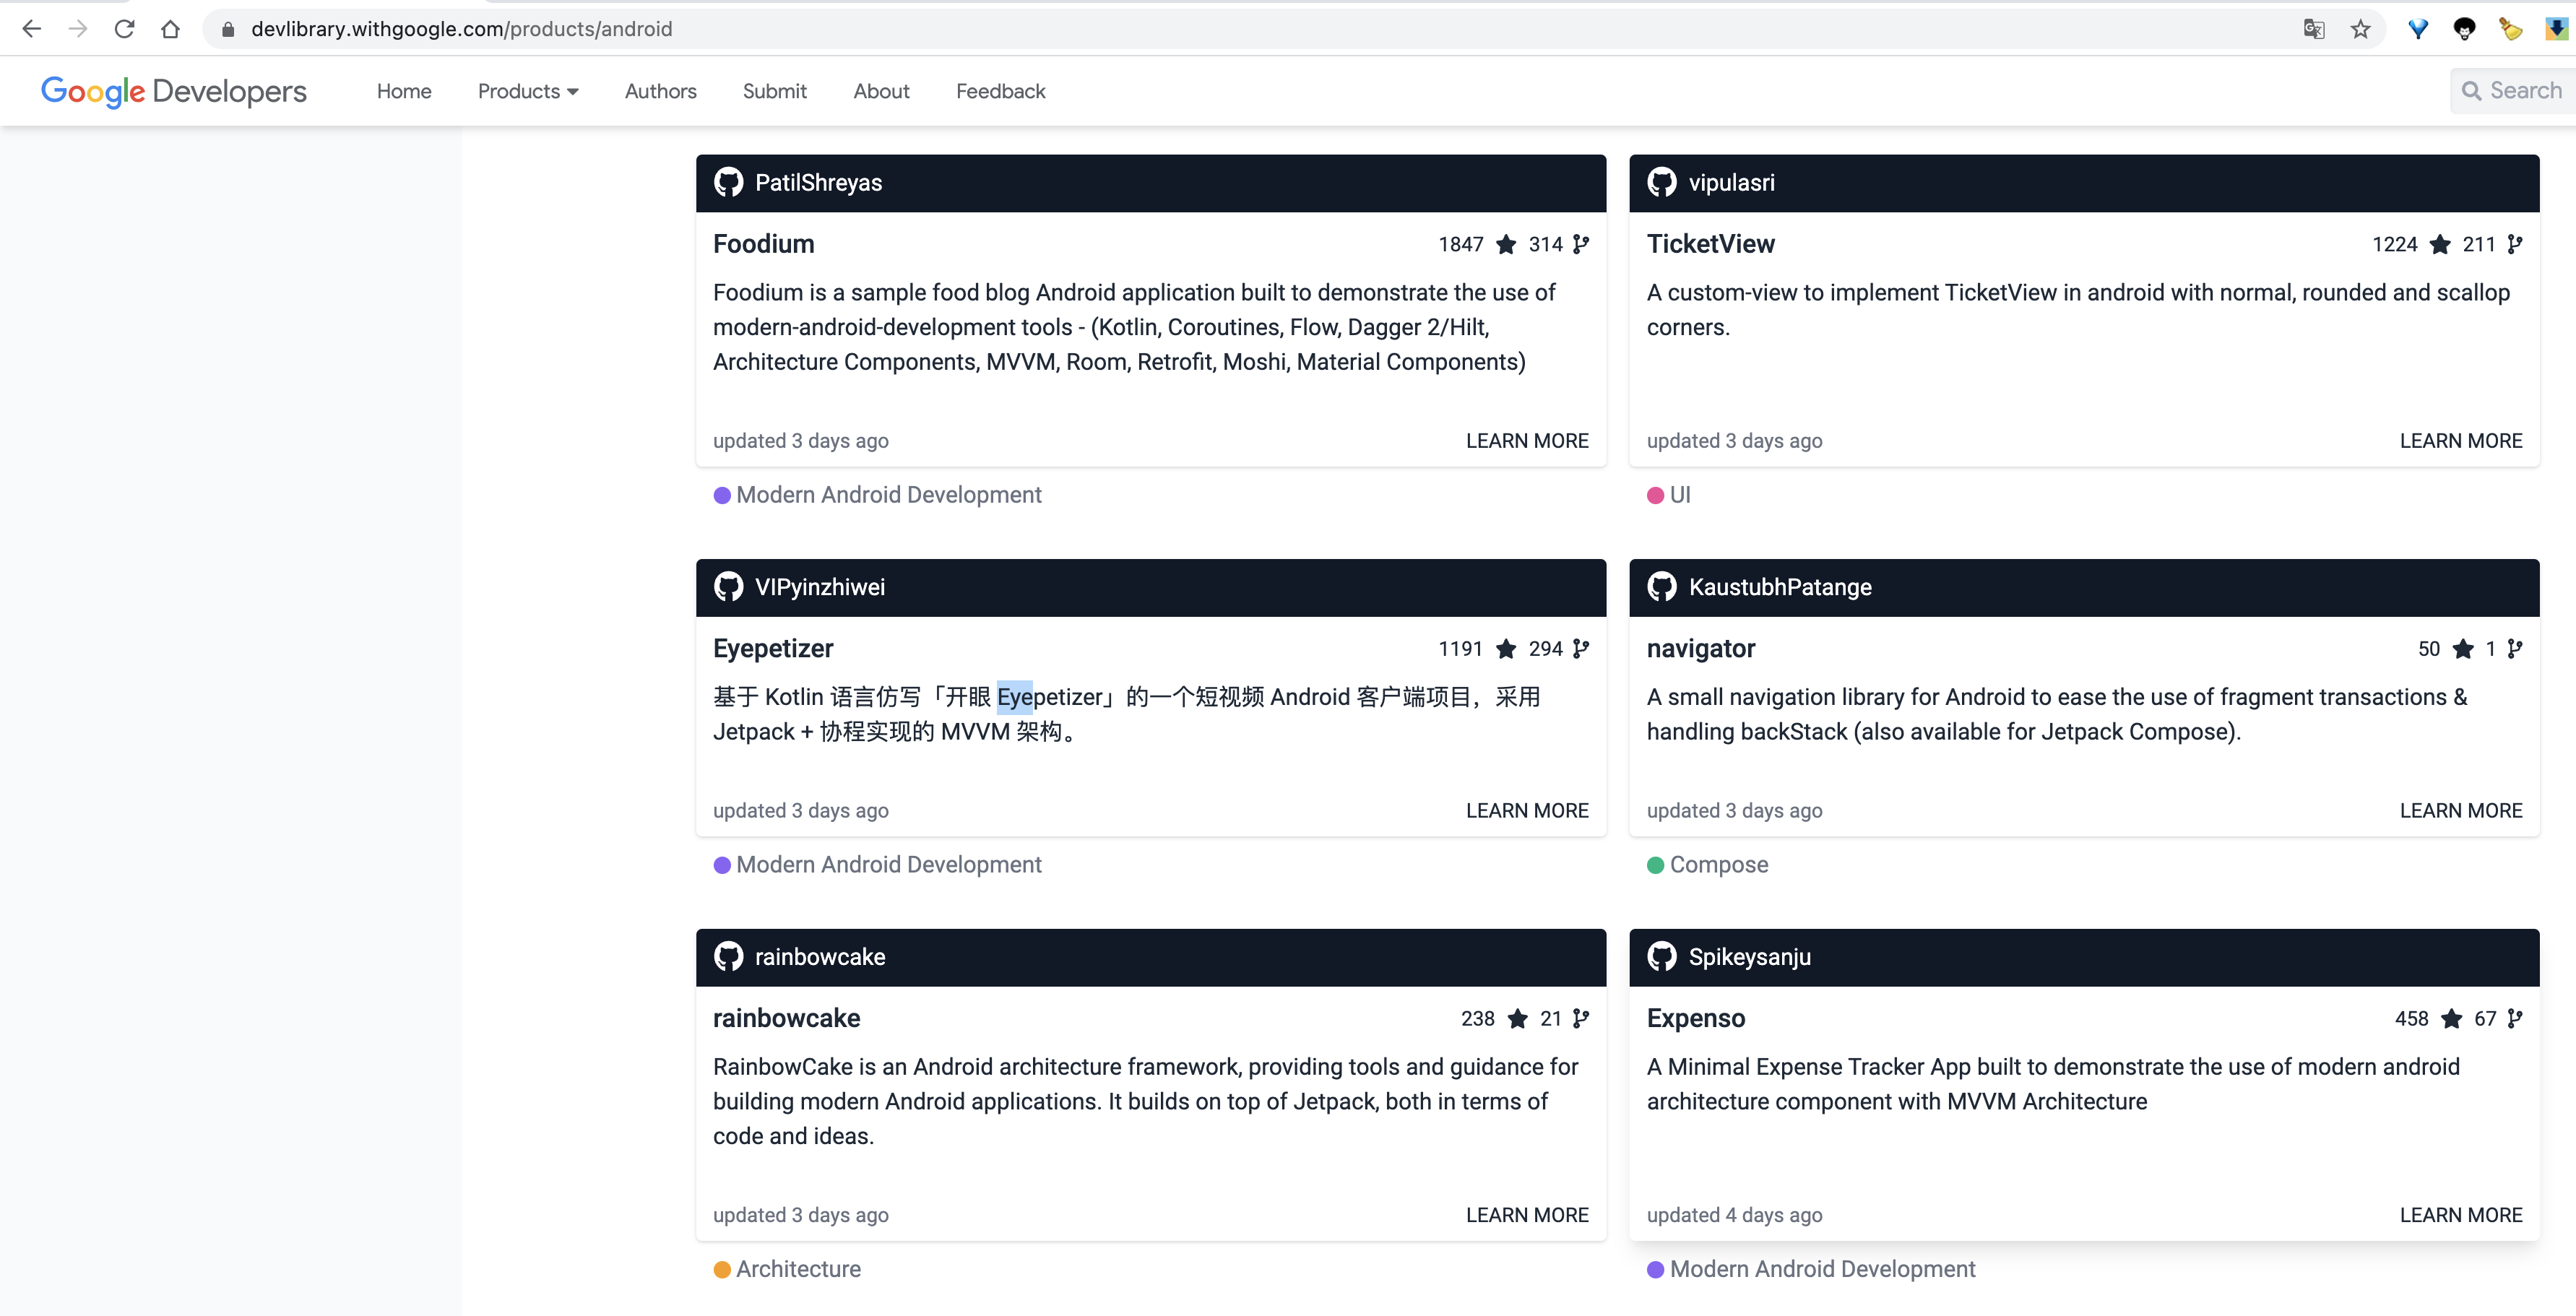 devlibrary.withgoogle.com/products/android
Google Developers Home Products Authors Submit About Feedback Search
PatilShreyas
Foodium 1847 314
Foodium is a sample food blog Android application built to demonstrate the use of
modern-android-development tools - (Kotlin, Coroutines, Flow, Dagger 2/Hilt,
Architecture Components, MVVM, Room, Retrofit, Moshi, Material Components)
updated 3 days ago LEARN MORE
Modern Android Development
vipulasri
TicketView 1224 211
A custom-view to implement TicketView in android with normal, rounded and scallop
corners.
updated 3 days ago LEARN MORE
UI
VIPyinzhiwei
Eyepetizer 1191 294
基于 Kotlin 语言仿写「开眼 Eyepetizer」的一个短视频 Android 客户端项目，采用
Jetpack + 协程实现的 MVVM 架构。
updated 3 days ago LEARN MORE
Modern Android Development
KaustubhPatange
navigator 50 1
A small navigation library for Android to ease the use of fragment transactions &
handling backStack (also available for Jetpack Compose).
updated 3 days ago LEARN MORE
Compose
rainbowcake
rainbowcake 238 21
RainbowCake is an Android architecture framework, providing tools and guidance for
building modern Android applications. It builds on top of Jetpack, both in terms of
code and ideas.
updated 3 days ago LEARN MORE
Architecture
Spikeysanju
Expenso 458 67
A Minimal Expense Tracker App built to demonstrate the use of modern android
architecture component with MVVM Architecture
updated 4 days ago LEARN MORE
Modern Android Development